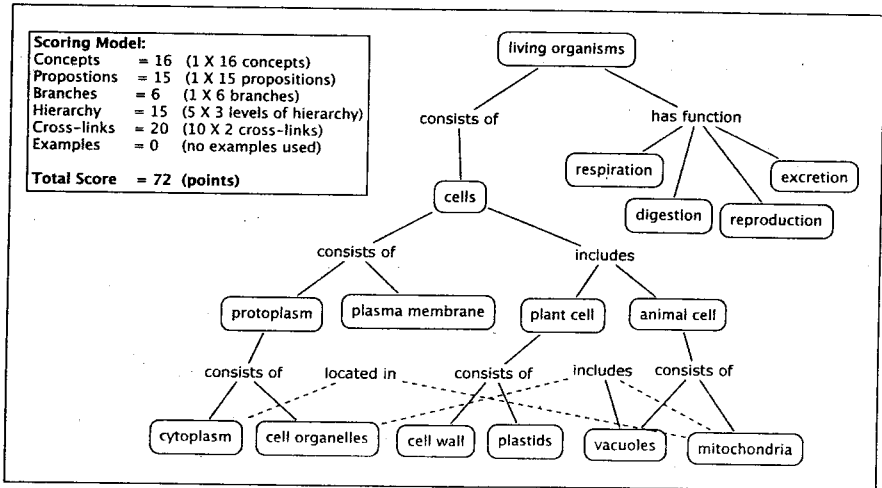 Scoring Model:
Concepts = 16 (1 X 16 concepts)
Propostions = 15 (1 X 15 propositions)
Branches = 6 (1 X 6 branches)
Hierarchy = 15 (5 X 3 levels of hierarchy)
Cross-links = 20 (10 X 2 cross-links)
Examples = 0 (no examples used)
Total Score = 72 (points)
living organisms
consists of
has function
respiration
excretion
digestion
reproduction
cells
consists of
includes
protoplasm
plasma membrane
plant cell
animal cell
consists of
located in
consists of
includes
consists of
cytoplasm
cell organelles
cell wall
plastids
vacuoles
mitochondria